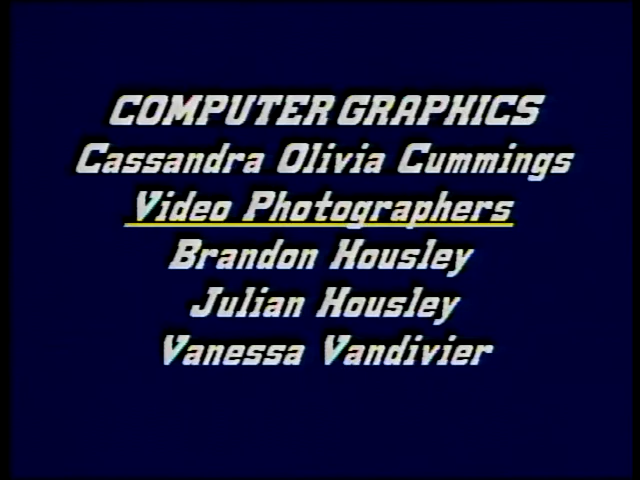 COMPUTER GRAPHICS
Cassandra Olivia Cummings
Video Photographers
Brandon Housley
Julian Housley
Vanessa Vandivier